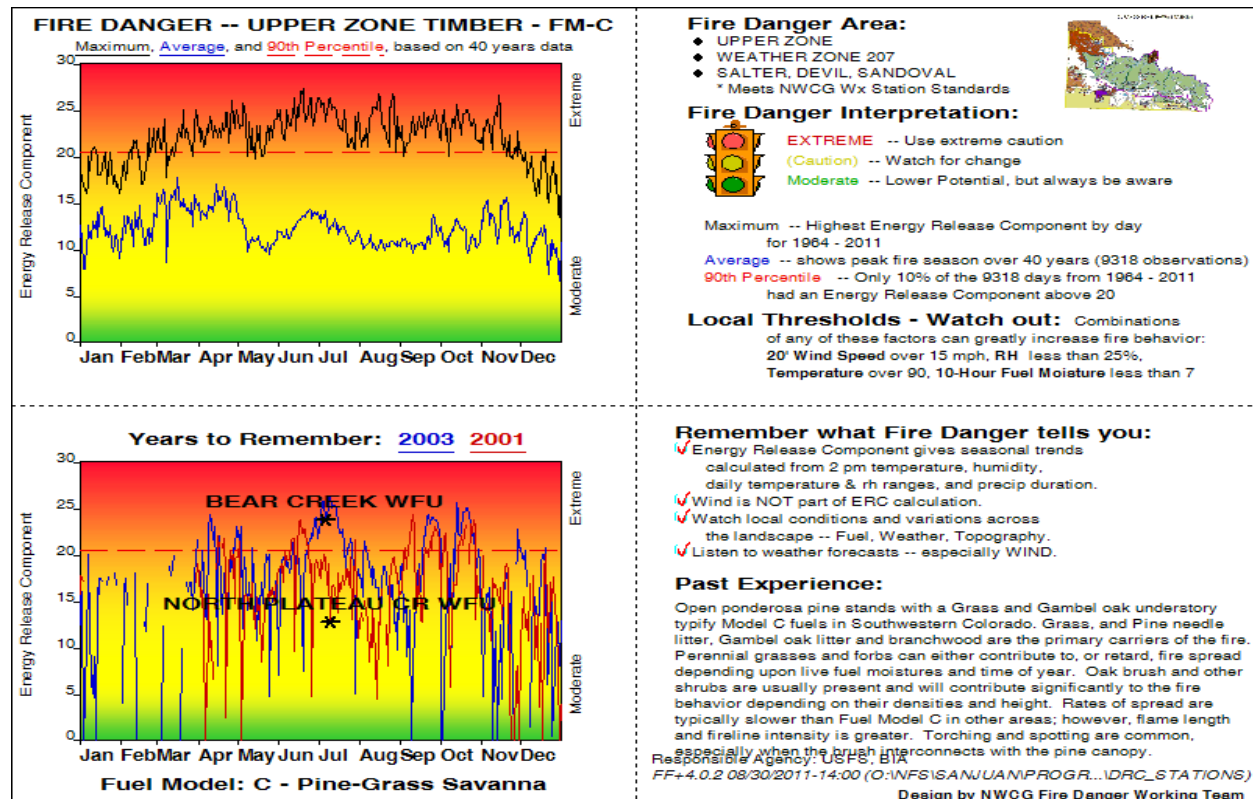 FIRE DANGER -- UPPER ZONE TIMBER - FM-C
Maximum, Average, and 90th Percentile, based on 40 years data
Energy Release Component
30
25
20
15
10
5
0
Extreme
Moderate
Jan Feb Mar Apr May Jun Jul Aug Sep Oct Nov Dec
Fire Danger Area:
UPPER ZONE
WEATHER ZONE 207
SALTER, DEVIL, SANDOVAL
* Meets NWCG Wx Station Standards
Fire Danger Interpretation:
EXTREME -- Use extreme caution
(Caution) -- Watch for change
Moderate -- Lower Potential, but always be aware
Maximum -- Highest Energy Release Component by day
for 1964 - 2011
Average -- shows peak fire season over 40 years (9318 observations)
90th Percentile -- Only 10% of the 9318 days from 1964 - 2011
had an Energy Release Component above 20
Local Thresholds - Watch out: Combinations
of any of these factors can greatly increase fire behavior:
20' Wind Speed over 15 mph, RH less than 25%,
Temperature over 90, 10-Hour Fuel Moisture less than 7
Years to Remember: 2003 2001
Energy Release Component
30
25
20
15
10
5
0
BEAR CREEK WFU
NORTH PLATEAU CR WFU
Extreme
Moderate
Jan Feb Mar Apr May Jun Jul Aug Sep Oct Nov Dec
Fuel Model: C - Pine-Grass Savanna
Remember what Fire Danger tells you:
Energy Release Component gives seasonal trends
calculated from 2 pm temperature, humidity,
daily temperature & rh ranges, and precip duration.
Wind is NOT part of ERC calculation.
Watch local conditions and variations across
the landscape -- Fuel, Weather, Topography.
Listen to weather forecasts -- especially WIND.
Past Experience:
Open ponderosa pine stands with a Grass and Gambel oak understory
typify Model C fuels in Southwestern Colorado. Grass, and Pine needle
litter, Gambel oak litter and branchwood are the primary carriers of the fire.
Perennial grasses and forbs can either contribute to, or retard, fire spread
depending upon live fuel moistures and time of year. Oak brush and other
shrubs are usually present and will contribute significantly to the fire
behavior depending on their densities and height. Rates of spread are
typically slower than Fuel Model C in other areas; however, flame length
and fireline intensity is greater. Torching and spotting are common,
especially when the brush interconnects with the pine canopy.
Responsible Agency: USFS, BIA
FF+4.0.2 08/30/2011-14:00 (O:\NFS\SANJUAN\PROGR...\DRC_STATIONS)
Design by NWCG Fire Danger Working Team